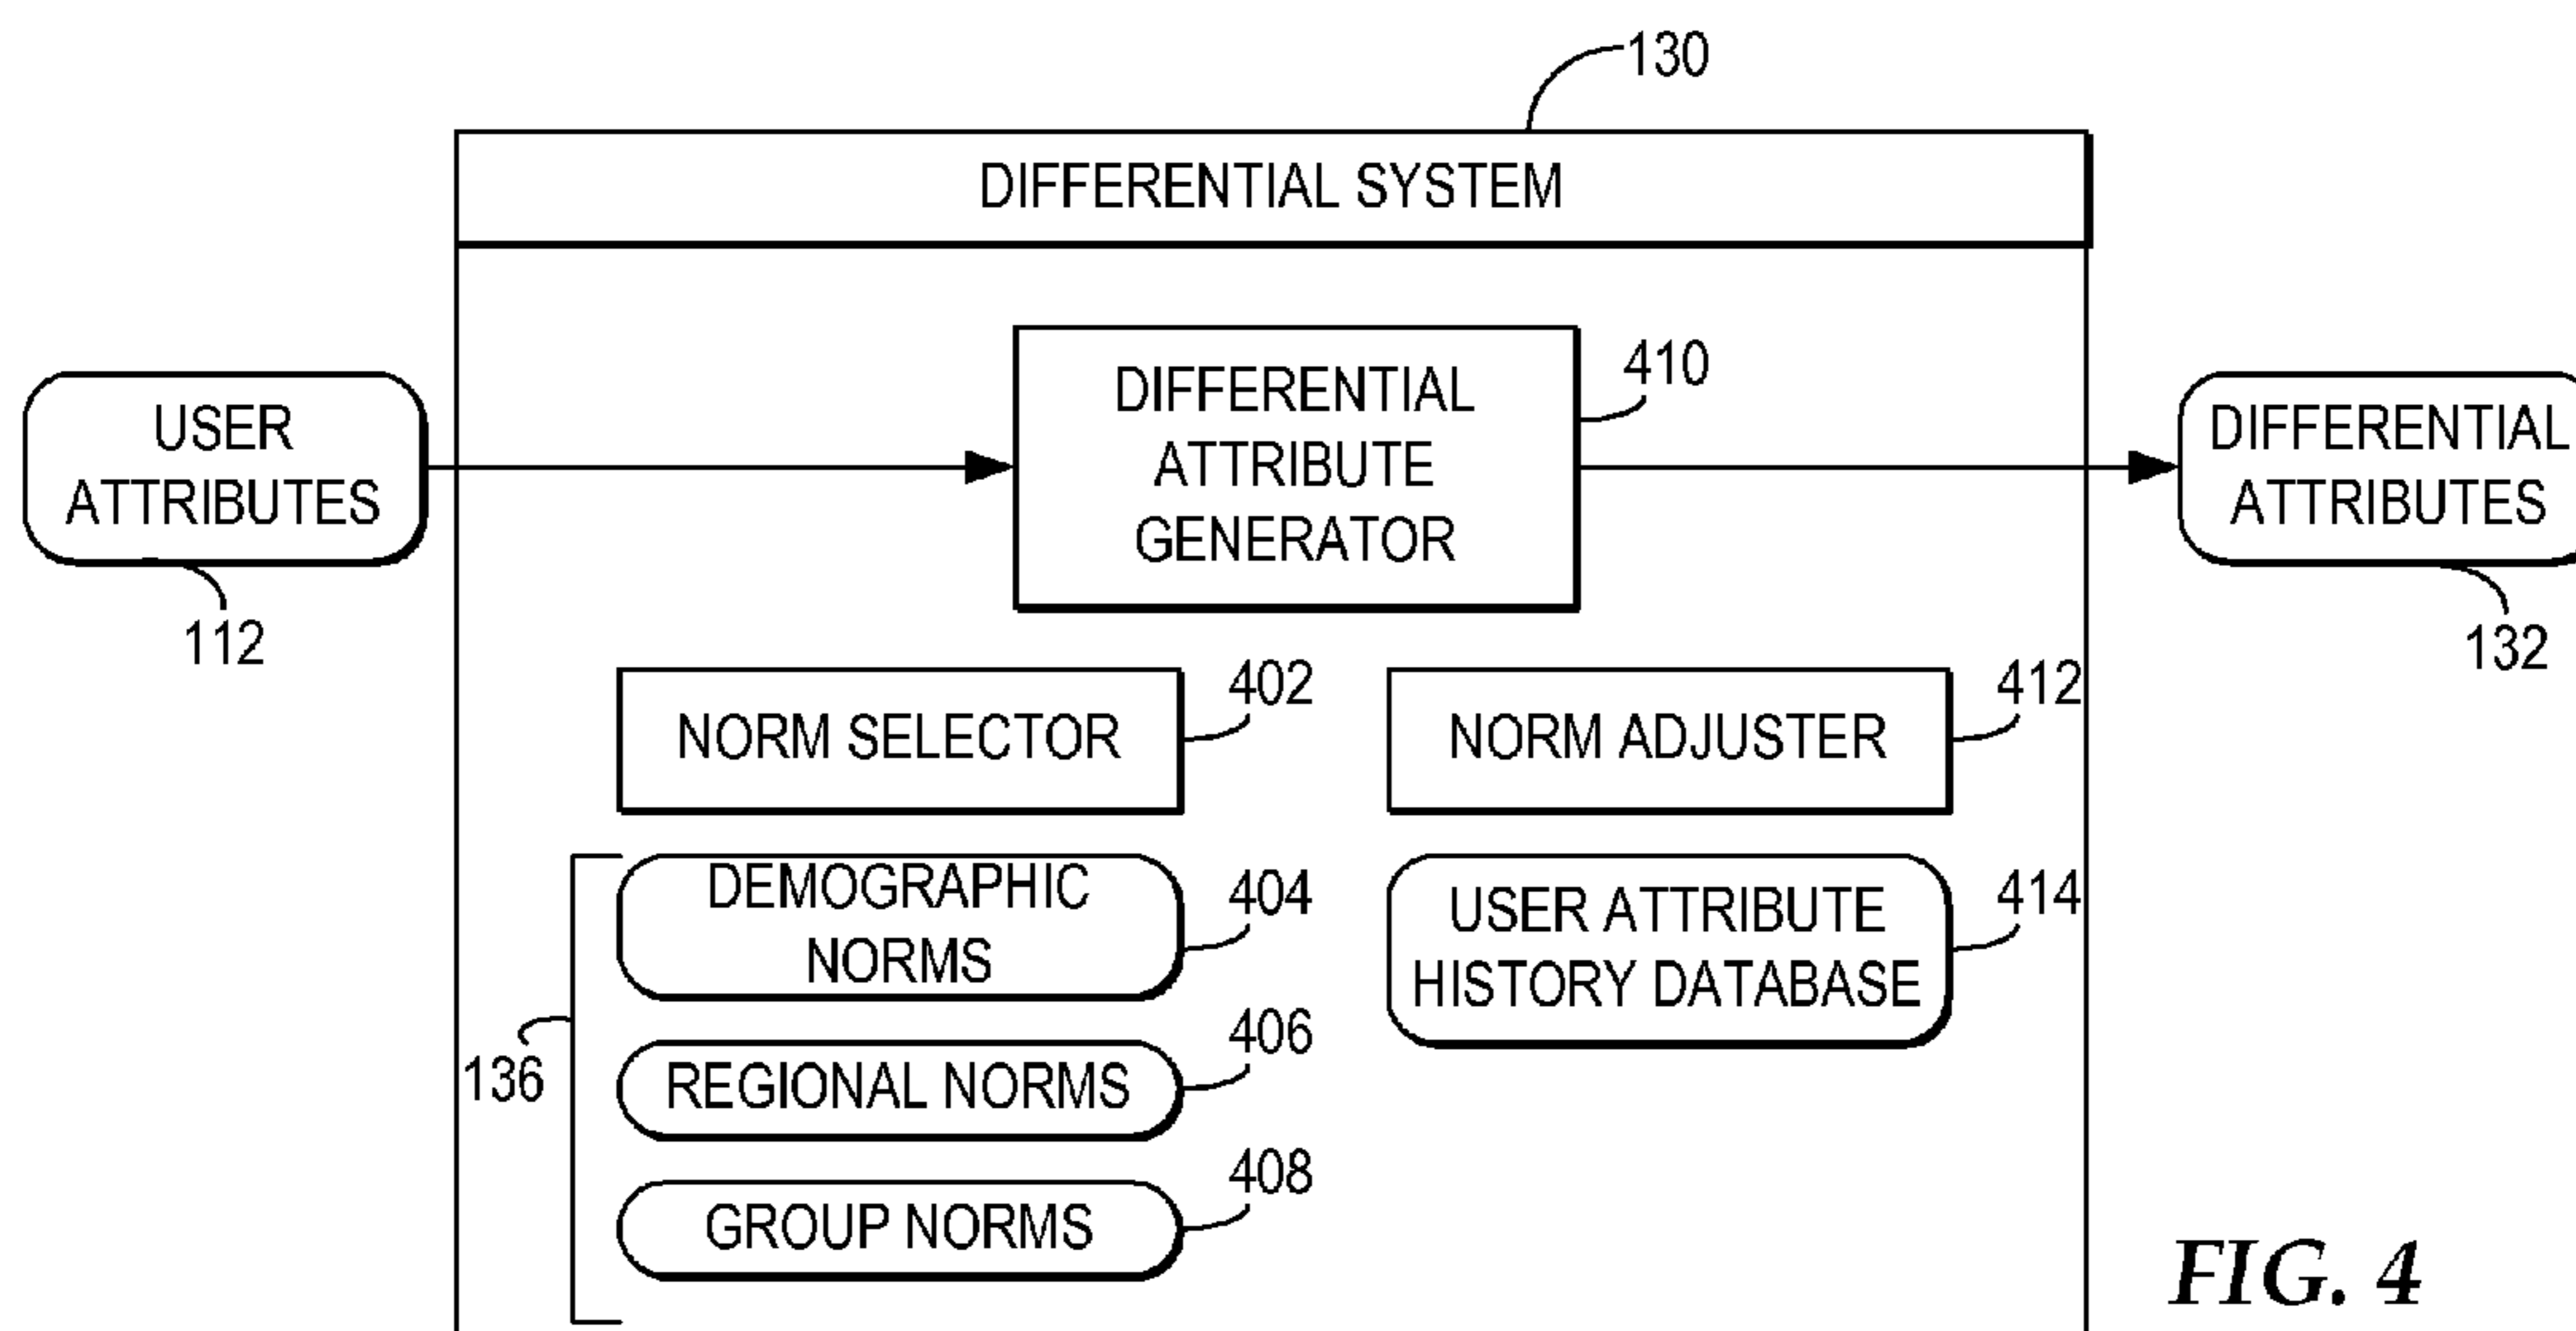 130
DIFFERENTIAL SYSTEM
USER
ATTRIBUTES
112
DIFFERENTIAL
ATTRIBUTE
GENERATOR
410
DIFFERENTIAL
ATTRIBUTES
132
NORM SELECTOR
402
NORM ADJUSTER
412
136
DEMOGRAPHIC
NORMS
404
USER ATTRIBUTE
HISTORY DATABASE
414
REGIONAL NORMS
406
GROUP NORMS
408
FIG. 4